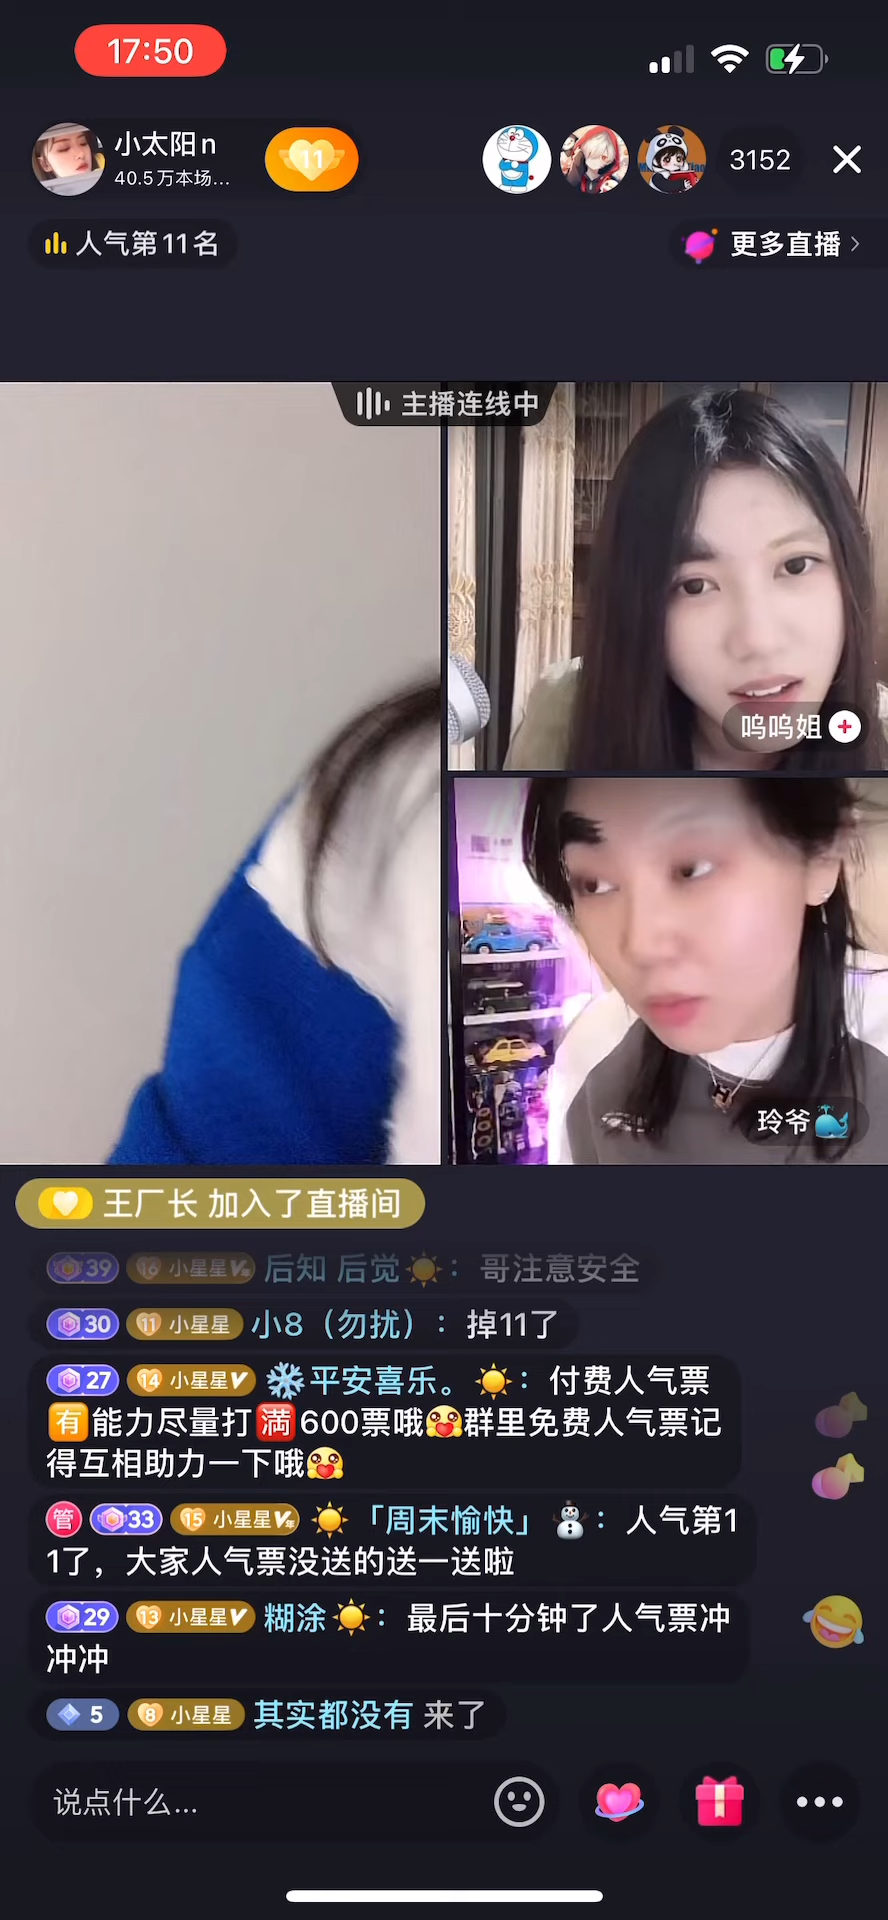 17:50
小太阳n
40.5万本场...
11
3152
人气第11名
更多直播
主播连线中
呜呜姐
玲爷
王厂长 加入了直播间
39 16 小星星 后知 后觉☀️：哥注意安全
30 11 小星星 小8（勿扰）：掉11了
27 14 小星星 ❄️平安喜乐。☀️：付费人气票
🈶能力尽量打🈵600票哦🥰群里免费人气票记
得互相助力一下哦🥰
管 33 15 小星星 ☀️「周末愉快」⛄：人气第1
1了，大家人气票没送的送一送啦
29 13 小星星 糊涂☀️：最后十分钟了人气票冲
冲冲
5 8 小星星 其实都没有 来了
说点什么...